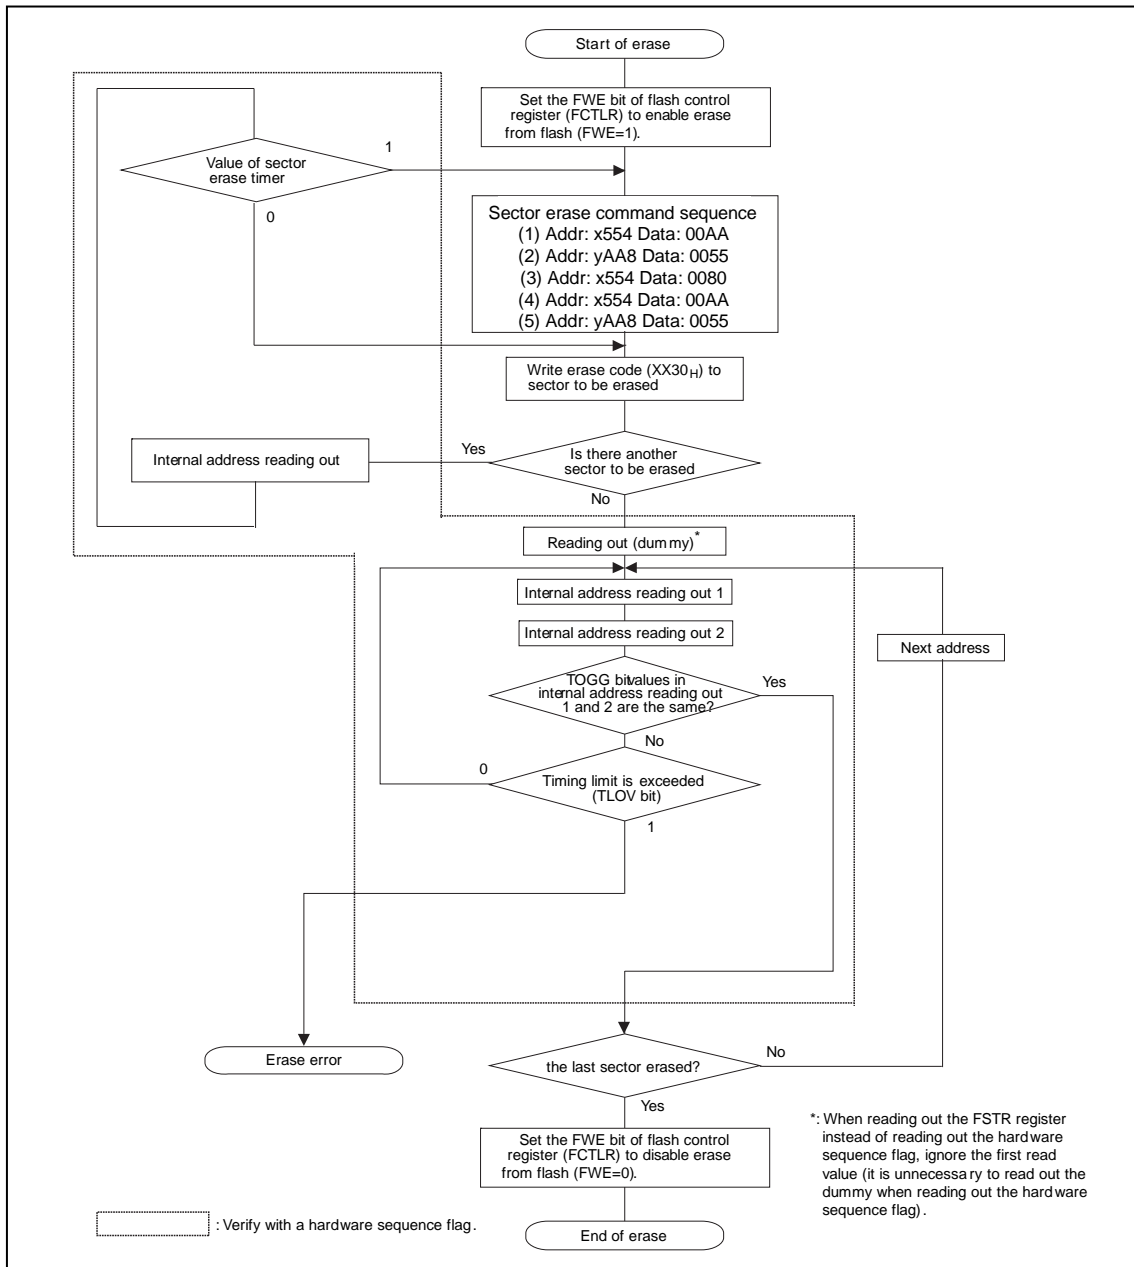 Start of erase
Set the FWE bit of flash control
register (FCTLR) to enable erase
from flash (FWE=1).
Value of sector
erase timer
1
0
Sector erase command sequence
(1) Addr: x554 Data: 00AA
(2) Addr: yAA8 Data: 0055
(3) Addr: x554 Data: 0080
(4) Addr: x554 Data: 00AA
(5) Addr: yAA8 Data: 0055
Write erase code (XX30H) to
sector to be erased
Internal address reading out
Yes
Is there another
sector to be erased
No
Reading out (dummy)*
Internal address reading out 1
Internal address reading out 2
Next address
TOGG bitvalues in
internal address reading out
1 and 2 are the same?
Yes
No
0
Timing limit is exceeded
(TLOV bit)
1
Erase error
the last sector erased?
No
Yes
Set the FWE bit of flash control
register (FCTLR) to disable erase
from flash (FWE=0).
*: When reading out the FSTR register
instead of reading out the hardware
sequence flag, ignore the first read
value (it is unnecessary to read out the
dummy when reading out the hardware
sequence flag).
: Verify with a hardware sequence flag.
End of erase